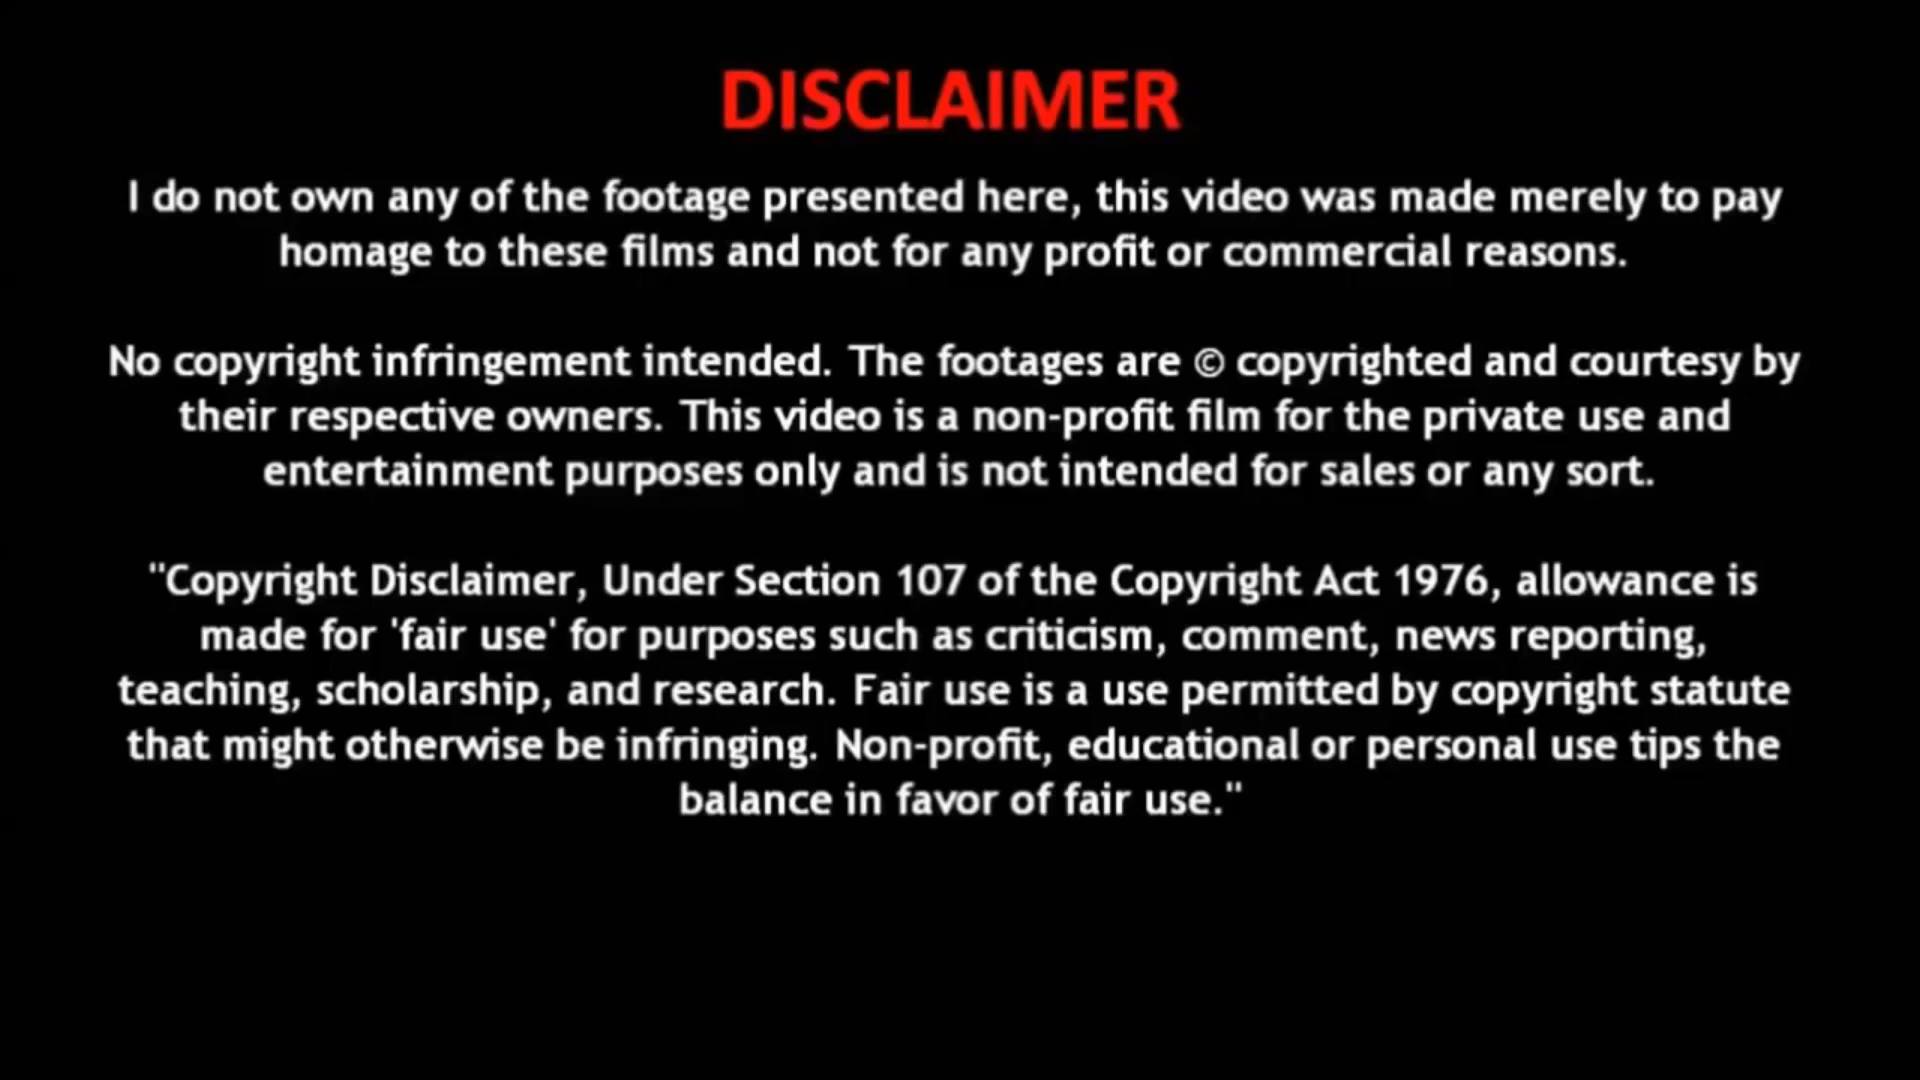 DISCLAIMER
I do not own any of the footage presented here, this video was made merely to pay
homage to these films and not for any profit or commercial reasons.
No copyright infringement intended. The footages are © copyrighted and courtesy by
their respective owners. This video is a non-profit film for the private use and
entertainment purposes only and is not intended for sales or any sort.
"Copyright Disclaimer, Under Section 107 of the Copyright Act 1976, allowance is
made for 'fair use' for purposes such as criticism, comment, news reporting,
teaching, scholarship, and research. Fair use is a use permitted by copyright statute
that might otherwise be infringing. Non-profit, educational or personal use tips the
balance in favor of fair use."